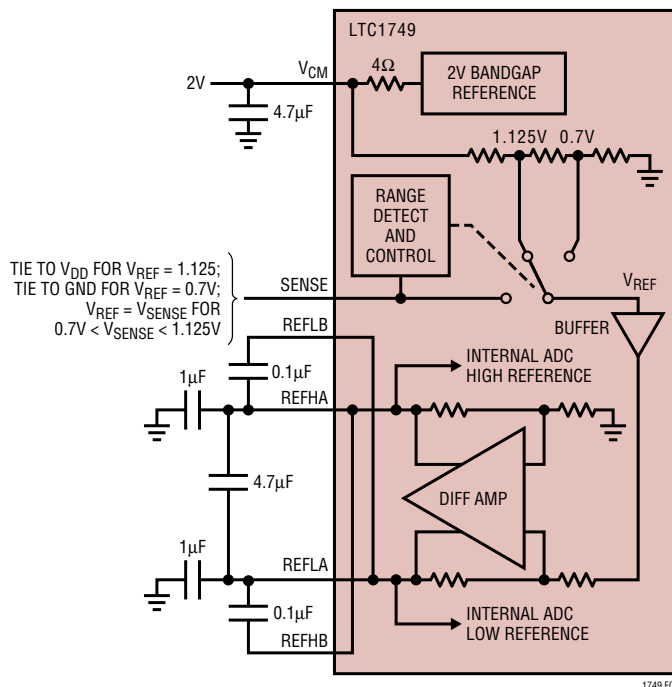 LTC1749
2V
VCM
4Ω
2V BANDGAP
REFERENCE
4.7µF
1.125V 0.7V
RANGE
DETECT
AND
CONTROL
TIE TO VDD FOR VREF = 1.125;
TIE TO GND FOR VREF = 0.7V;
VREF = VSENSE FOR
0.7V < VSENSE < 1.125V
SENSE
VREF
BUFFER
REFLB
0.1µF
INTERNAL ADC
HIGH REFERENCE
1µF
REFHA
4.7µF
DIFF AMP
1µF
REFLA
0.1µF
INTERNAL ADC
LOW REFERENCE
REFHB